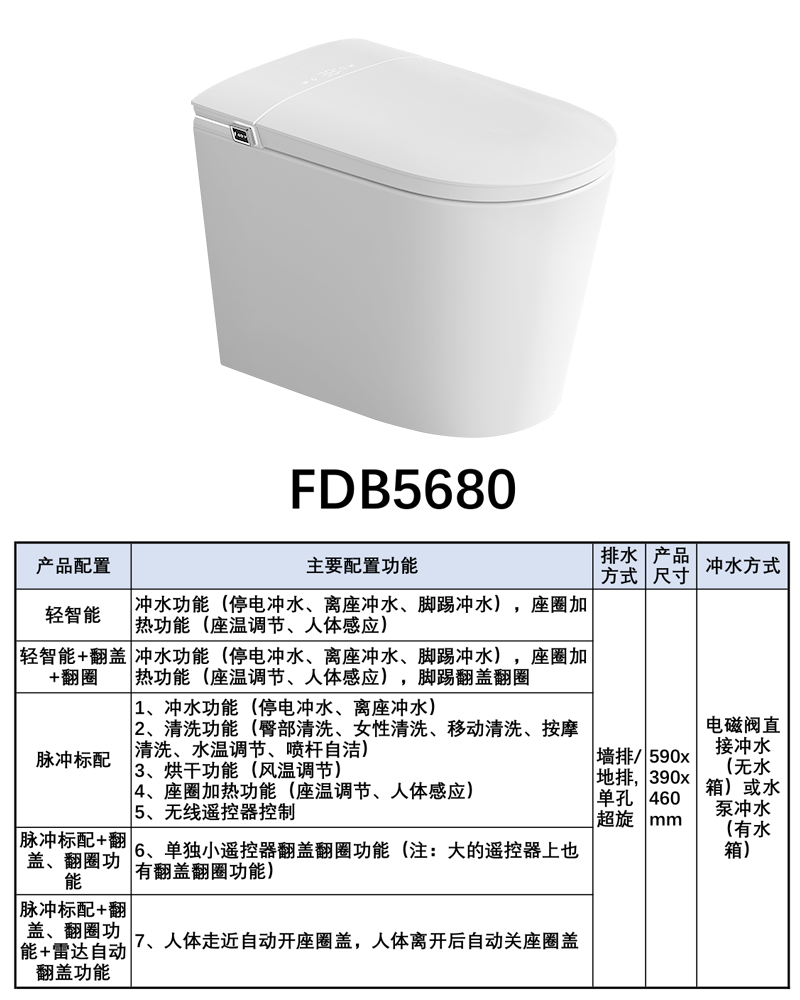 FDB5680
产品配置
主要配置功能
排水
方式
产品
尺寸
冲水方式
轻智能
冲水功能（停电冲水、离座冲水、脚踢冲水），座圈加
热功能（座温调节、人体感应）
轻智能+翻盖
+翻圈
冲水功能（停电冲水、离座冲水、脚踢冲水），座圈加
热功能（座温调节、人体感应），脚踢翻盖翻圈
脉冲标配
1、冲水功能（停电冲水、离座冲水）
2、清洗功能（臀部清洗、女性清洗、移动清洗、按摩
清洗、水温调节、喷杆自洁）
3、烘干功能（风温调节）
4、座圈加热功能（座温调节、人体感应）
5、无线遥控器控制
脉冲标配+翻
盖、翻圈功
能
6、单独小遥控器翻盖翻圈功能（注：大的遥控器上也
有翻盖翻圈功能）
脉冲标配+翻
盖、翻圈功
能+雷达自动
翻盖功能
7、人体走近自动开座圈盖，人体离开后自动关座圈盖
墙排/
地排,
单孔
超旋
590x
390x
460
mm
电磁阀直
接冲水
（无水
箱）或水
泵冲水
（有水
箱）